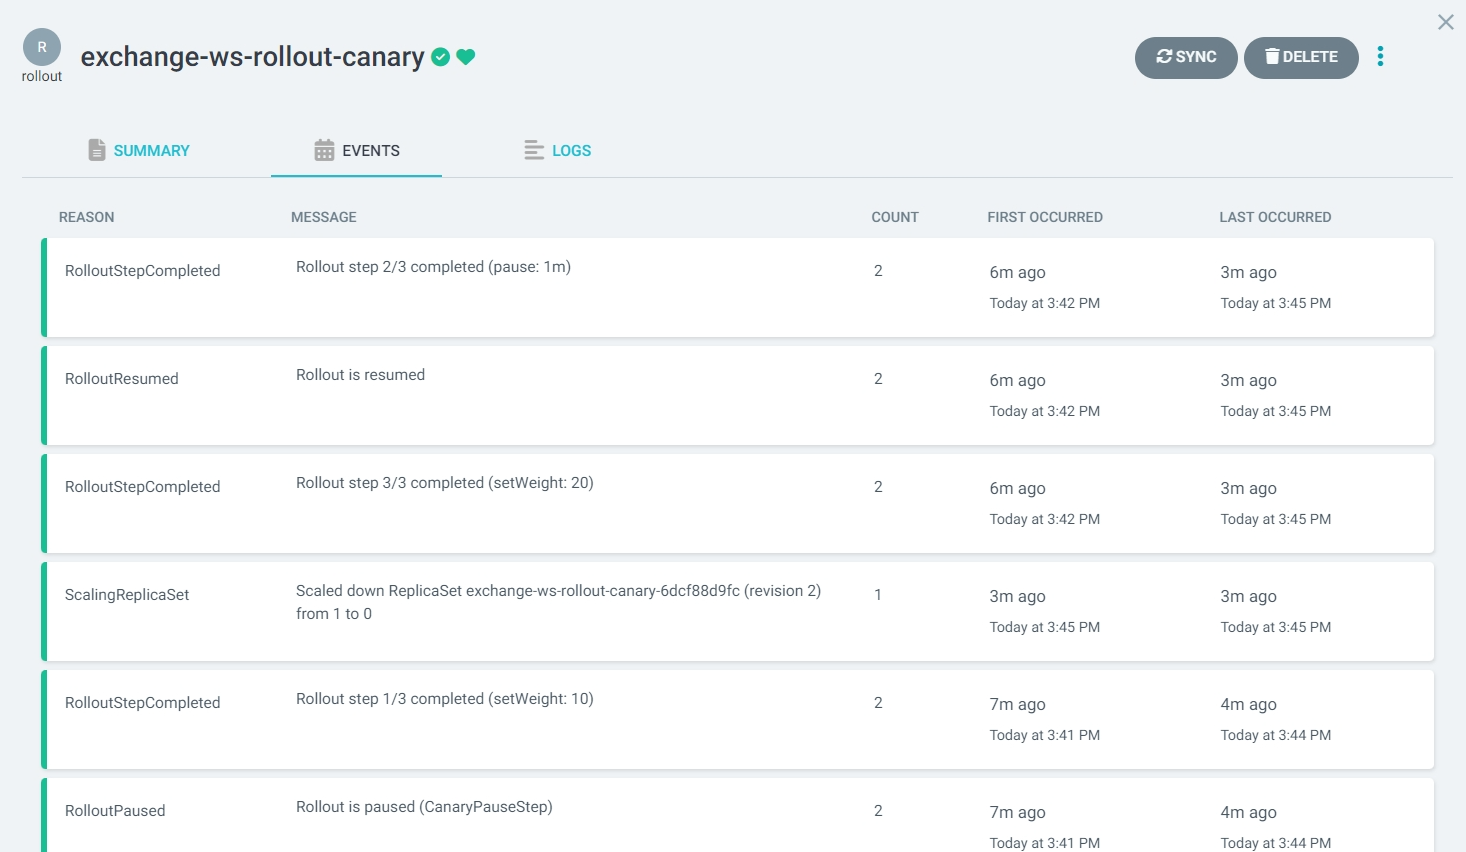 R
rollout
exchange-ws-rollout-canary
SYNC
DELETE
SUMMARY
EVENTS
LOGS
REASON MESSAGE COUNT FIRST OCCURRED LAST OCCURRED
RolloutStepCompleted Rollout step 2/3 completed (pause: 1m) 2 6m ago 3m ago
Today at 3:42 PM Today at 3:45 PM
RolloutResumed Rollout is resumed 2 6m ago 3m ago
Today at 3:42 PM Today at 3:45 PM
RolloutStepCompleted Rollout step 3/3 completed (setWeight: 20) 2 6m ago 3m ago
Today at 3:42 PM Today at 3:45 PM
ScalingReplicaSet Scaled down ReplicaSet exchange-ws-rollout-canary-6dcf88d9fc (revision 2) 1 3m ago 3m ago
from 1 to 0 Today at 3:45 PM Today at 3:45 PM
RolloutStepCompleted Rollout step 1/3 completed (setWeight: 10) 2 7m ago 4m ago
Today at 3:41 PM Today at 3:44 PM
RolloutPaused Rollout is paused (CanaryPauseStep) 2 7m ago 4m ago
Today at 3:41 PM Today at 3:44 PM